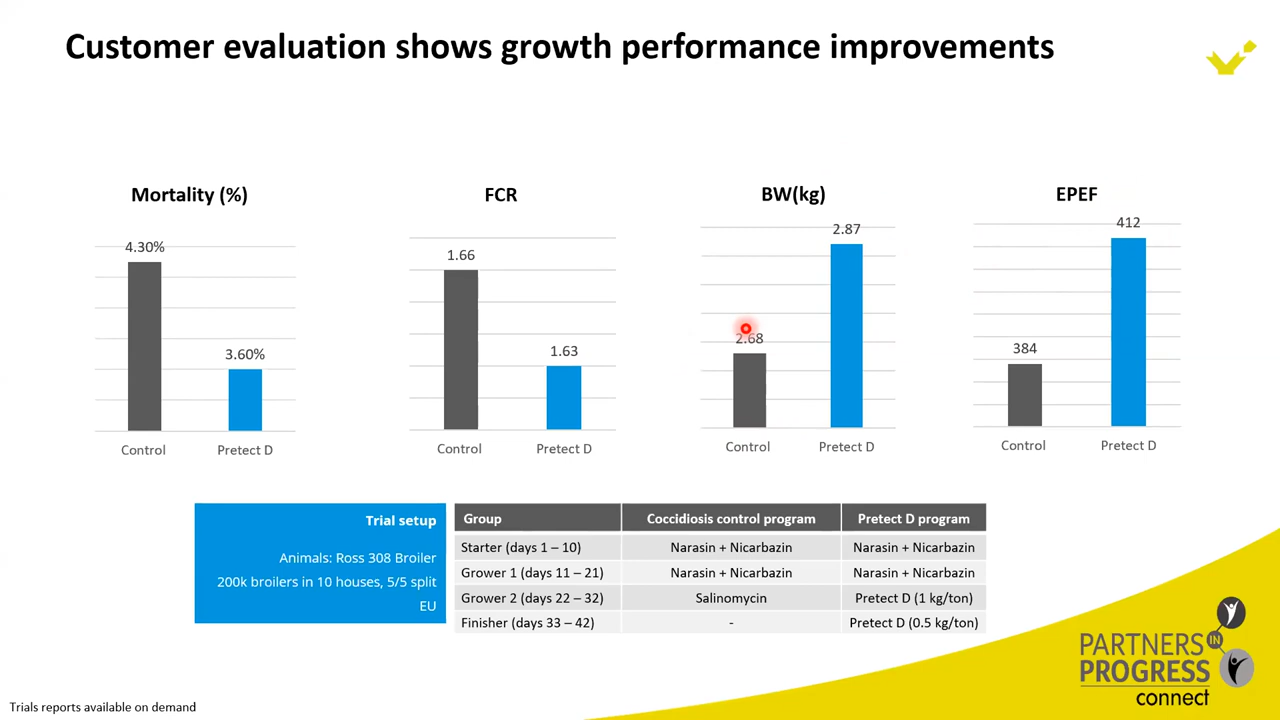 Customer evaluation shows growth performance improvements
Mortality (%)
4.30%
3.60%
Control
Pretect D
FCR
1.66
1.63
Control
Pretect D
BW(kg)
2.68
2.87
Control
Pretect D
EPEF
384
412
Control
Pretect D
Trial setup
Animals: Ross 308 Broiler
200k broilers in 10 houses, 5/5 split
EU
Group Coccidiosis control program Pretect D program
Starter (days 1 – 10) Narasin + Nicarbazin Narasin + Nicarbazin
Grower 1 (days 11 – 21) Narasin + Nicarbazin Narasin + Nicarbazin
Grower 2 (days 22 – 32) Salinomycin Pretect D (1 kg/ton)
Finisher (days 33 – 42) - Pretect D (0.5 kg/ton)
PARTNERS IN
PROGRESS
connect
Trials reports available on demand